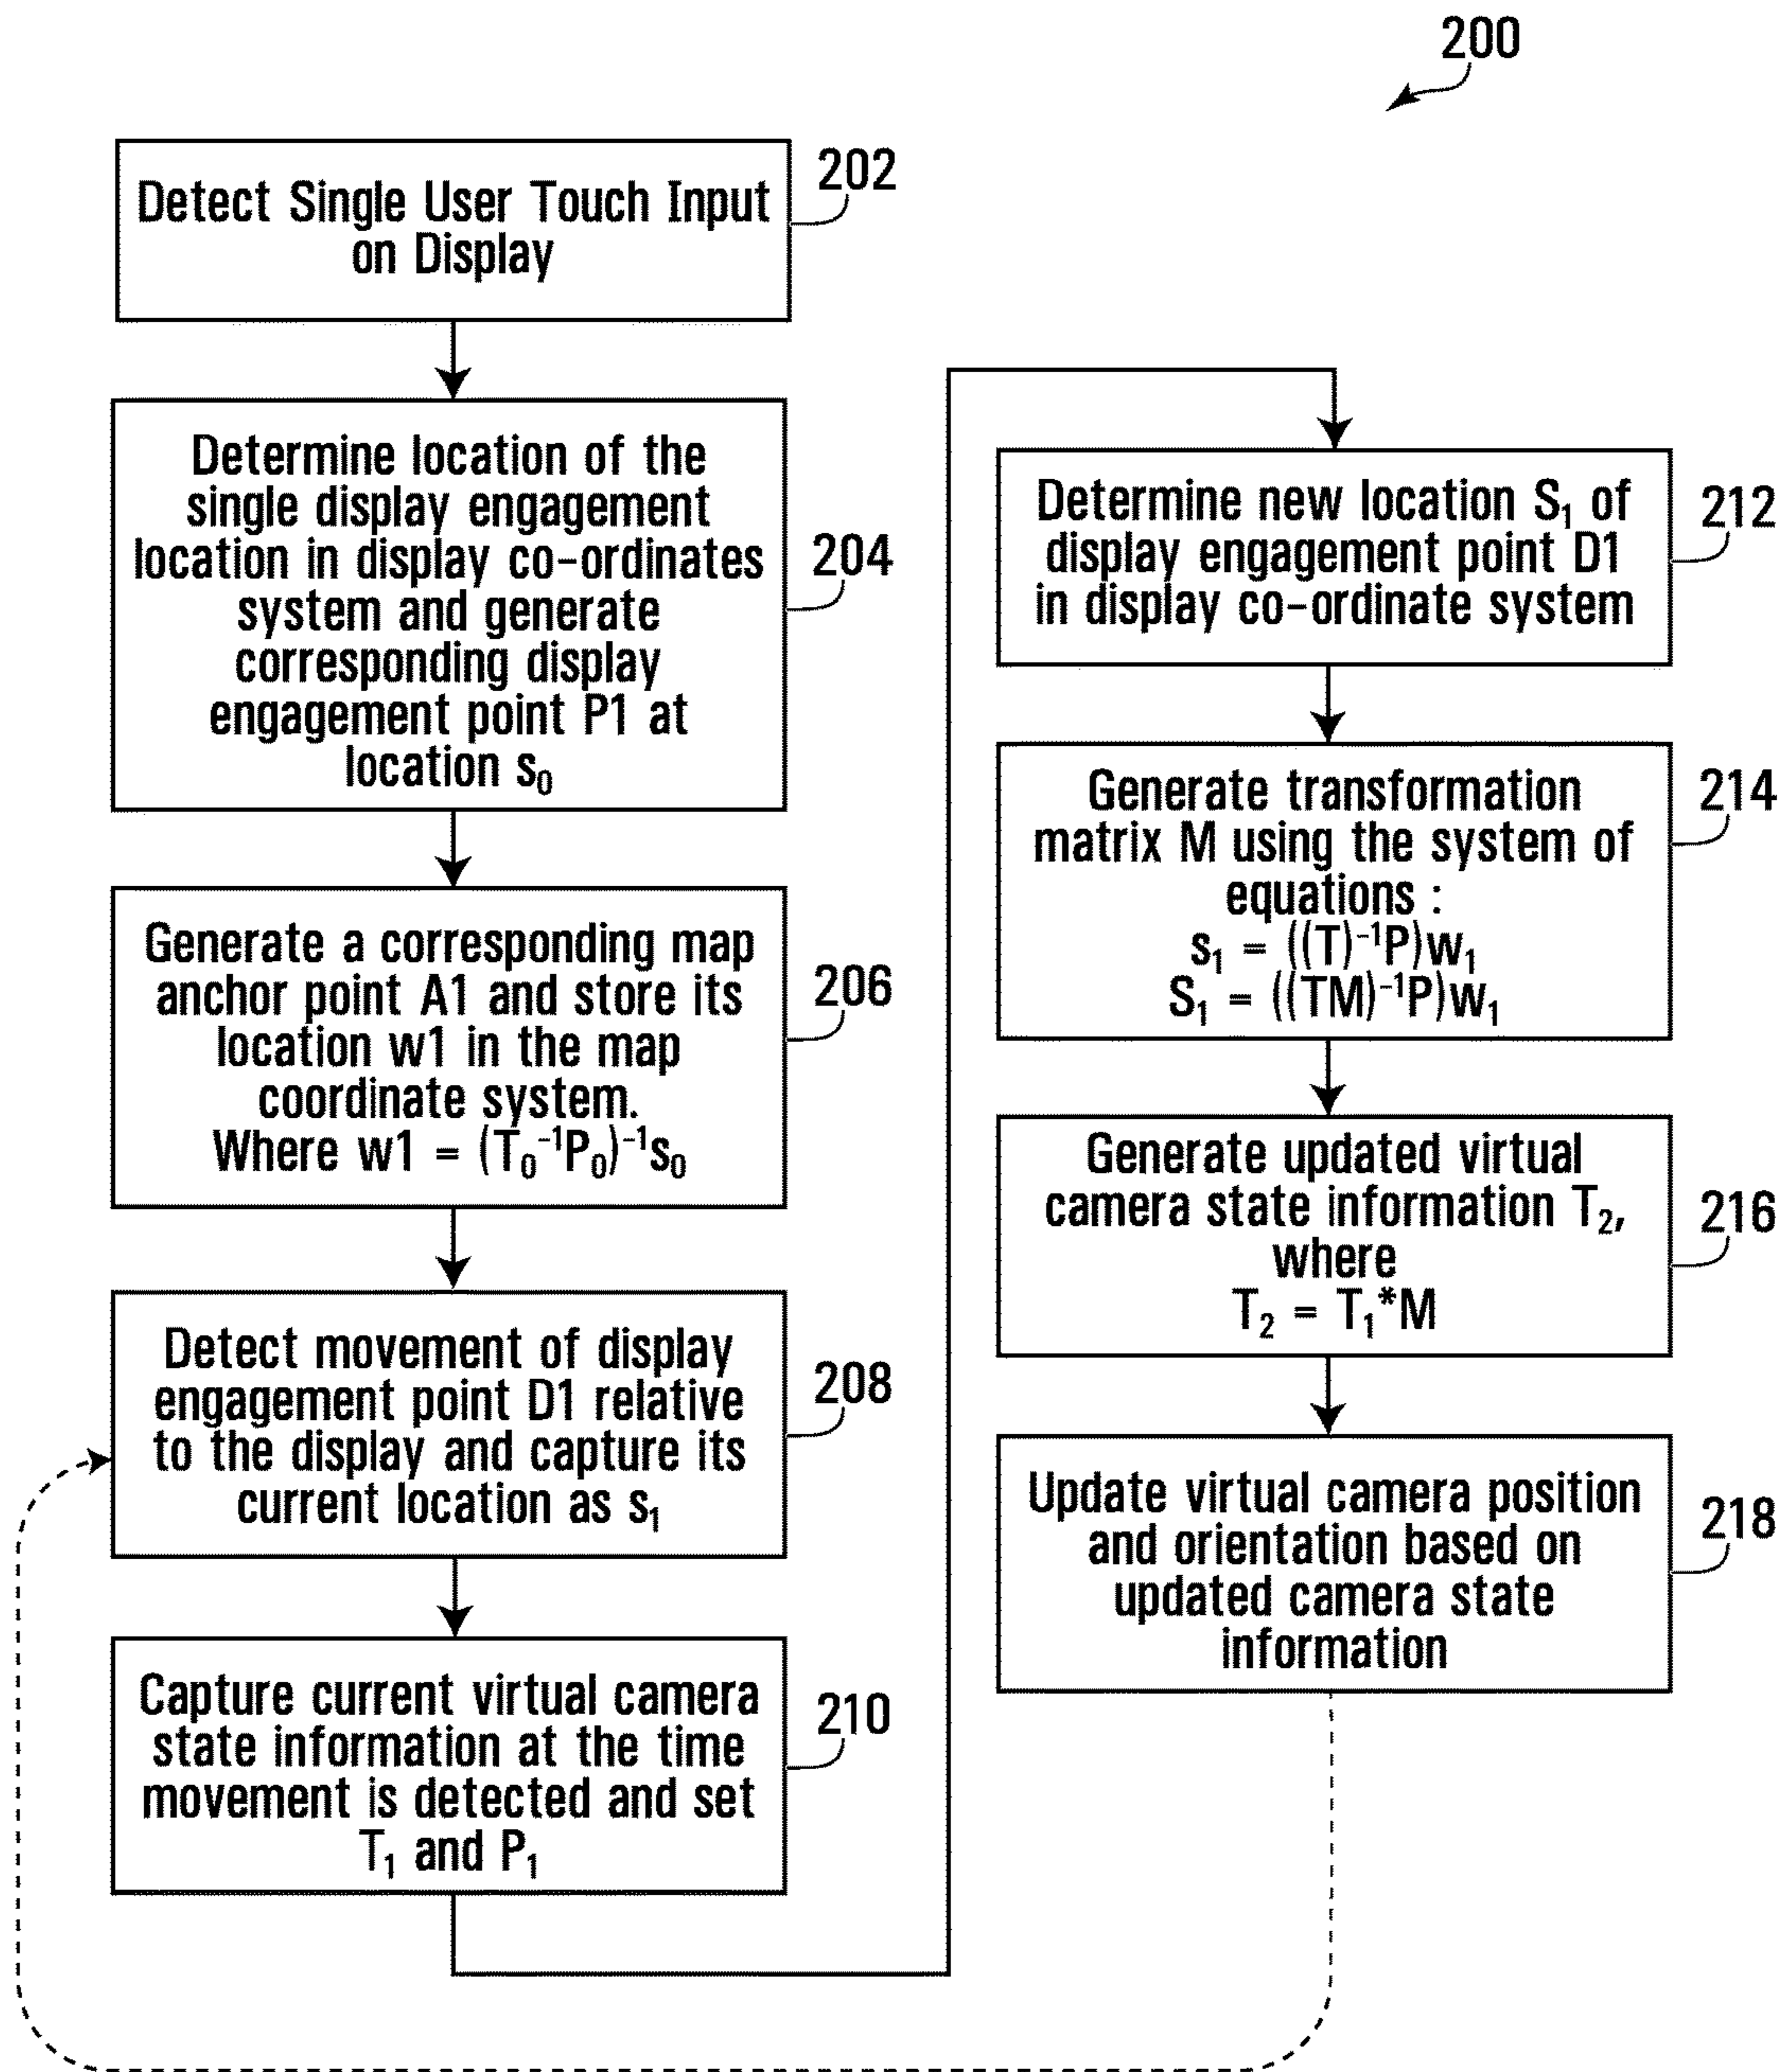 200
Detect Single User Touch Input
on Display
202
Determine location of the
single display engagement
location in display co-ordinates
system and generate
corresponding display
engagement point P1 at
location s₀
204
Generate a corresponding map
anchor point A1 and store its
location w1 in the map
coordinate system.
Where w1 = (T₀⁻¹P₀)⁻¹s₀
206
Detect movement of display
engagement point D1 relative
to the display and capture its
current location as s₁
208
Capture current virtual camera
state information at the time
movement is detected and set
T₁ and P₁
210
Determine new location S₁ of
display engagement point D1
in display co-ordinate system
212
Generate transformation
matrix M using the system of
equations :
s₁ = ((T)⁻¹P)w₁
S₁ = ((TM)⁻¹P)w₁
214
Generate updated virtual
camera state information T₂,
where
T₂ = T₁*M
216
Update virtual camera position
and orientation based on
updated camera state
information
218